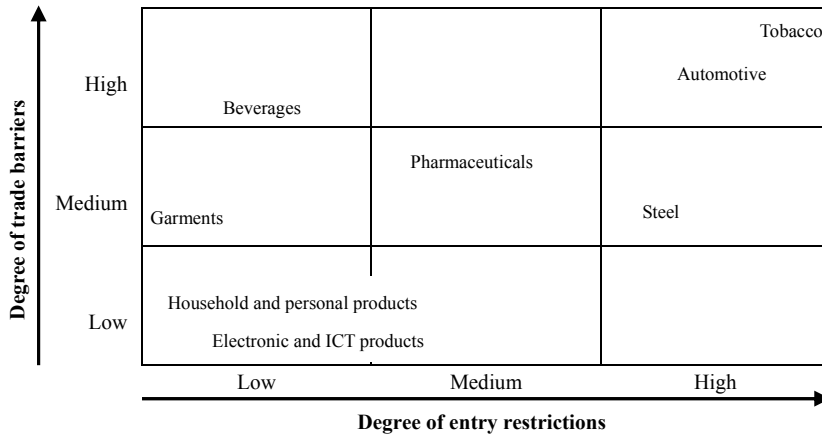 Tobacco
Automotive
High
Beverages
Pharmaceuticals
Medium
Garments
Steel
Household and personal products
Low
Electronic and ICT products
Low
Medium
High
Degree of entry restrictions
Degree of trade barriers